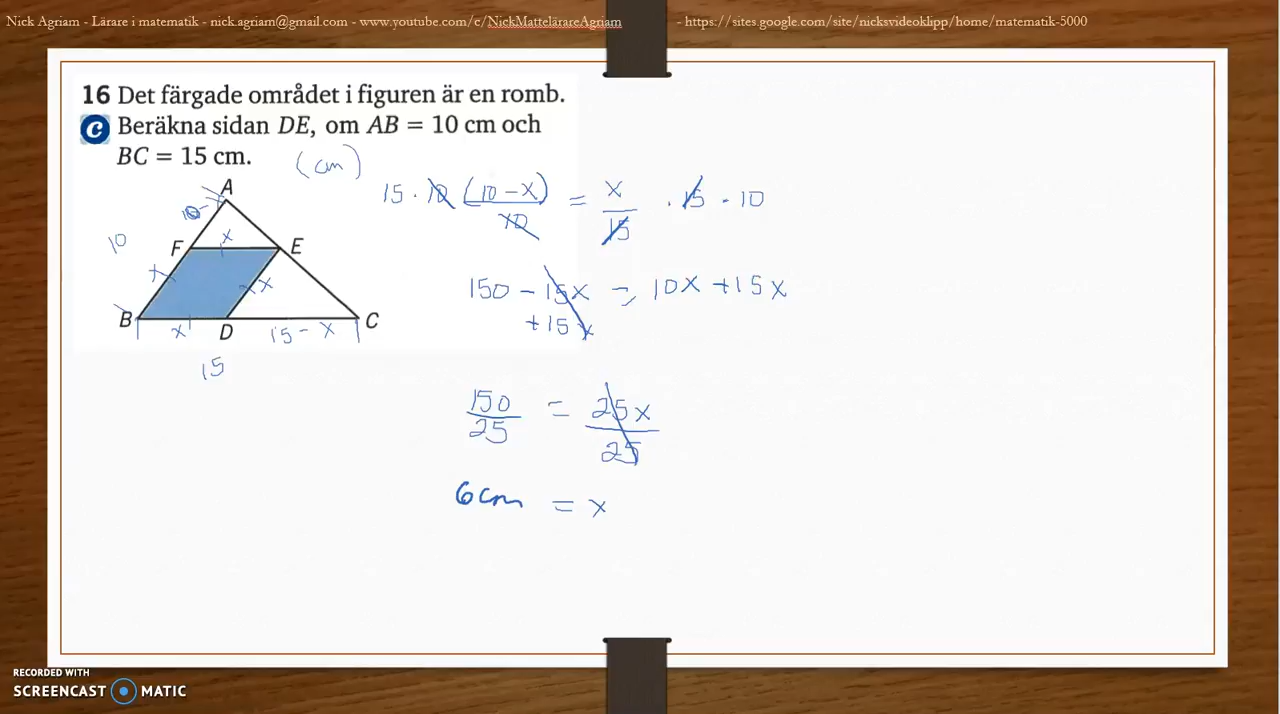 Nick Agriam - Lärare i matematik - nick.agriam@gmail.com - www.youtube.com/c/NickMattelärareAgriam - https://sites.google.com/site/nicksvideoklipp/home/matematik-5000
16 Det färgade området i figuren är en romb.
C Beräkna sidan DE, om AB = 10 cm och
BC = 15 cm.
(cm)
A
10-
10
F
x
E
x
x
B
x
D
15 - x
C
15
15 · 10 (10 - x)
10
=
x
15
· 15 · 10
150 - 15x = 10x + 15x
+ 15x
150
25
=
25x
25
6cm = x
RECORDED WITH
SCREENCAST MATIC